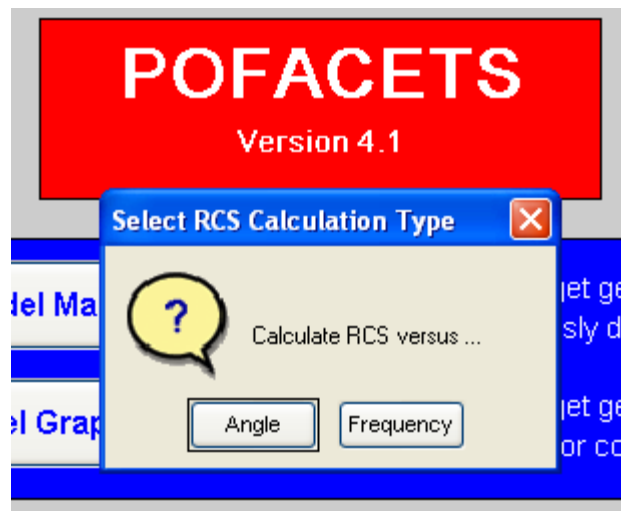 POFACETS
Version 4.1
Select RCS Calculation Type
?
Calculate RCS versus ...
Angle
Frequency